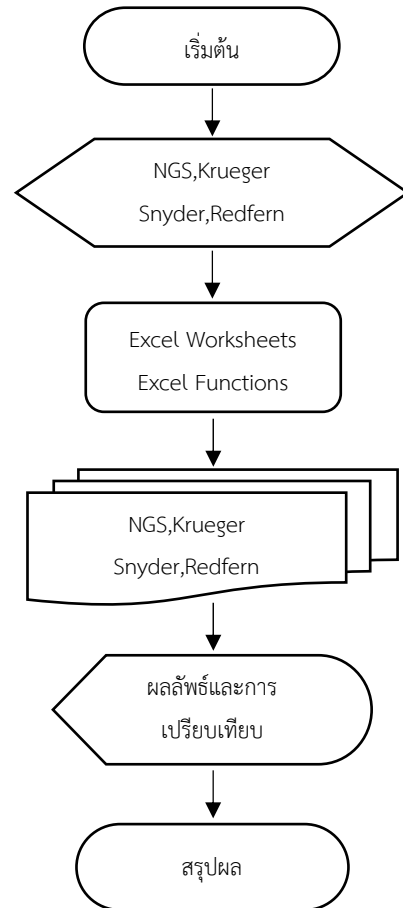 เริ่มต้น
NGS,Krueger
Snyder,Redfern
Excel Worksheets
Excel Functions
NGS,Krueger
Snyder,Redfern
ผลลัพธ์และการ
เปรียบเทียบ
สรุปผล